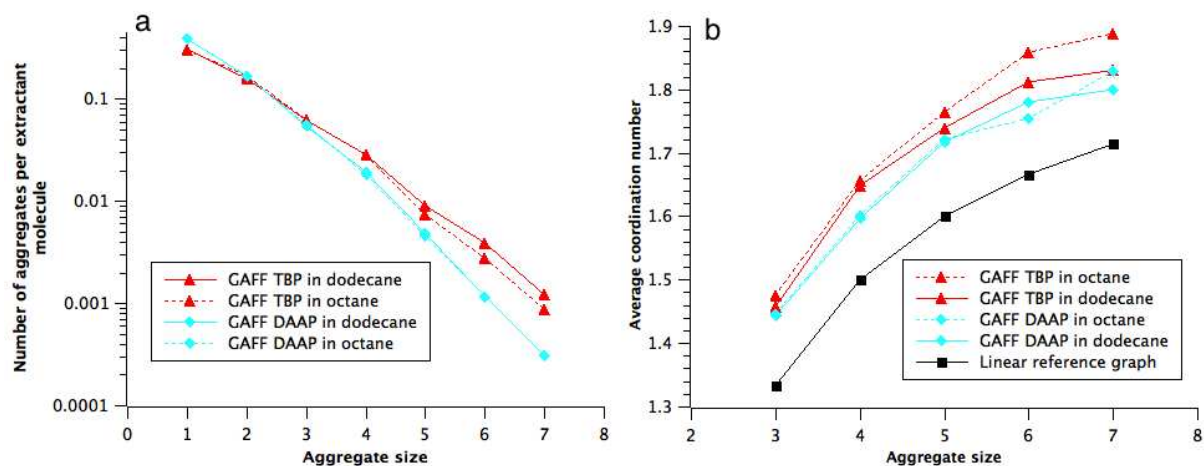 a
Number of aggregates per extractant
molecule
0.1
0.01
0.001
0.0001
0
1
2
3
4
5
6
7
8
Aggregate size
GAFF TBP in dodecane
GAFF TBP in octane
GAFF DAAP in dodecane
GAFF DAAP in octane
b
Average coordination number
1.9
1.8
1.7
1.6
1.5
1.4
1.3
2
3
4
5
6
7
8
Aggregate size
GAFF TBP in octane
GAFF TBP in dodecane
GAFF DAAP in octane
GAFF DAAP in dodecane
Linear reference graph